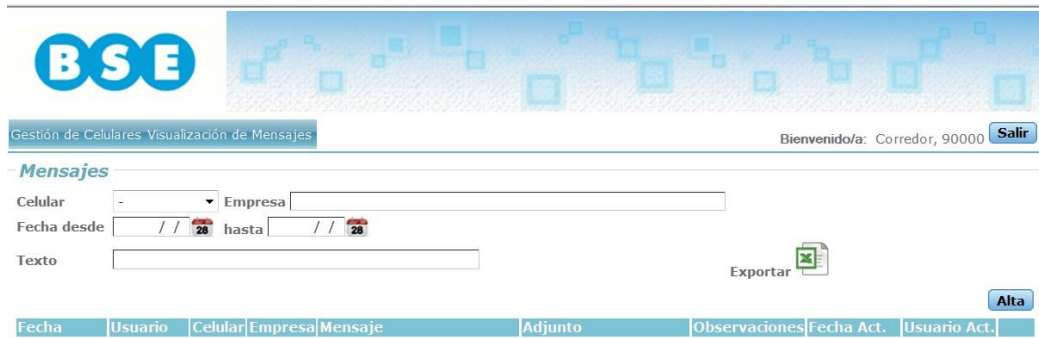 BSE
Gestión de Celulares Visualización de Mensajes
Bienvenido/a: Corredor, 90000 Salir
Mensajes
Celular - Empresa
Fecha desde / / 28 hasta / / 28
Texto
Exportar
Alta
Fecha Usuario Celular Empresa Mensaje Adjunto Observaciones Fecha Act. Usuario Act.